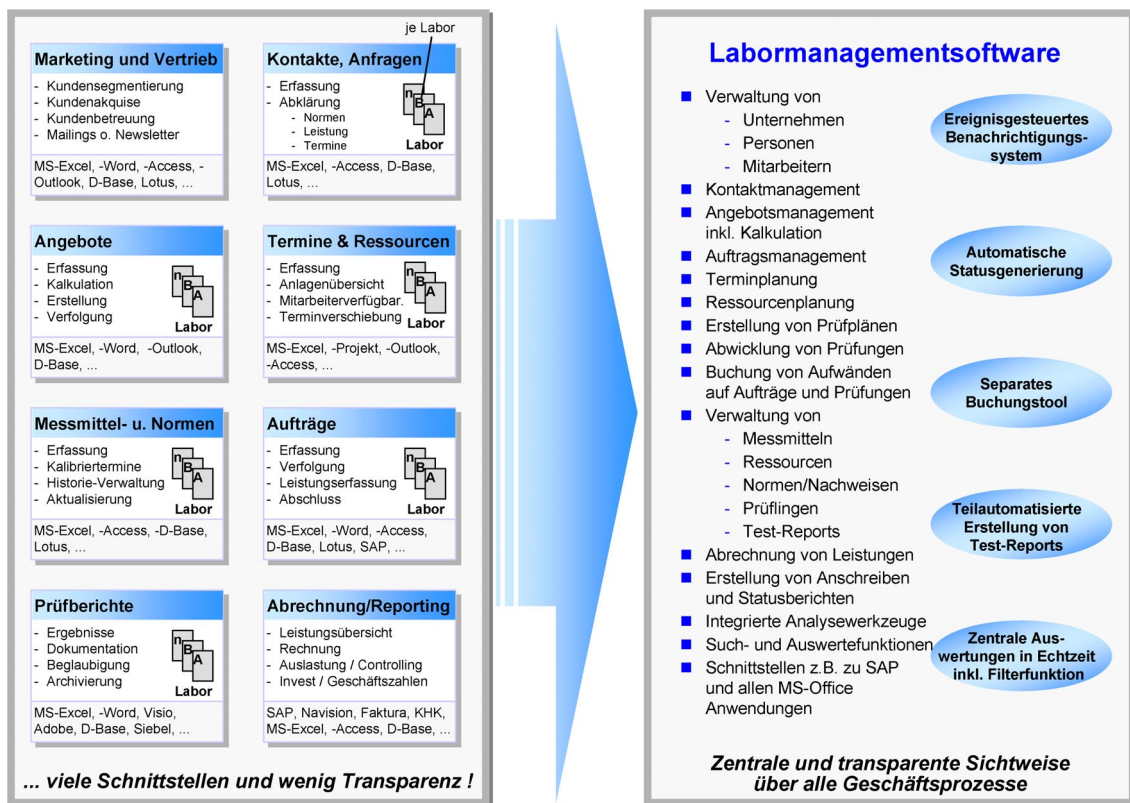 je Labor
Marketing und Vertrieb
- Kundensegmentierung
- Kundenakquise
- Kundenbetreuung
- Mailings o. Newsletter
MS-Excel, -Word, -Access, -
Outlook, D-Base, Lotus, ...
Kontakte, Anfragen
- Erfassung
- Abklärung
- Normen
- Leistung
- Termine
n
B
A
Labor
MS-Excel, -Access, D-Base,
Lotus, ...
Angebote
- Erfassung
- Kalkulation
- Erstellung
- Verfolgung
n
B
A
Labor
MS-Excel, -Word, -Outlook,
D-Base, ...
Termine & Ressourcen
- Erfassung
- Anlagenübersicht
- Mitarbeiterverfügbar.
- Terminverschiebung
n
B
A
Labor
MS-Excel, -Projekt, -Outlook,
-Access, ...
Messmittel- u. Normen
- Erfassung
- Kalibriertermine
- Historie-Verwaltung
- Aktualisierung
n
B
A
Labor
MS-Excel, -Access, -D-Base,
Lotus, ...
Aufträge
- Erfassung
- Verfolgung
- Leistungserfassung
- Abschluss
n
B
A
Labor
MS-Excel, -Word, -Access,
D-Base, Lotus, SAP, ...
Prüfberichte
- Ergebnisse
- Dokumentation
- Beglaubigung
- Archivierung
n
B
A
Labor
MS-Excel, -Word, Visio,
Adobe, D-Base, Siebel, ...
Abrechnung/Reporting
- Leistungsübersicht
- Rechnung
- Auslastung / Controlling
- Invest / Geschäftszahlen
SAP, Navision, Faktura, KHK,
MS-Excel, -Access, D-Base, ...
... viele Schnittstellen und wenig Transparenz !
Labormanagementsoftware
■ Verwaltung von
- Unternehmen
- Personen
- Mitarbeitern
■ Kontaktmanagement
■ Angebotsmanagement
inkl. Kalkulation
■ Auftragsmanagement
■ Terminplanung
■ Ressourcenplanung
■ Erstellung von Prüfplänen
■ Abwicklung von Prüfungen
■ Buchung von Aufwänden
auf Aufträge und Prüfungen
■ Verwaltung von
- Messmitteln
- Ressourcen
- Normen/Nachweisen
- Prüflingen
- Test-Reports
■ Abrechnung von Leistungen
■ Erstellung von Anschreiben
und Statusberichten
■ Integrierte Analysewerkzeuge
■ Such- und Auswertefunktionen
■ Schnittstellen z.B. zu SAP
und allen MS-Office
Anwendungen
Ereignisgesteuertes
Benachrichtigungs-
system
Automatische
Statusgenerierung
Separates
Buchungstool
Teilautomatisierte
Erstellung von
Test-Reports
Zentrale Aus-
wertungen in Echtzeit
inkl. Filterfunktion
Zentrale und transparente Sichtweise
über alle Geschäftsprozesse